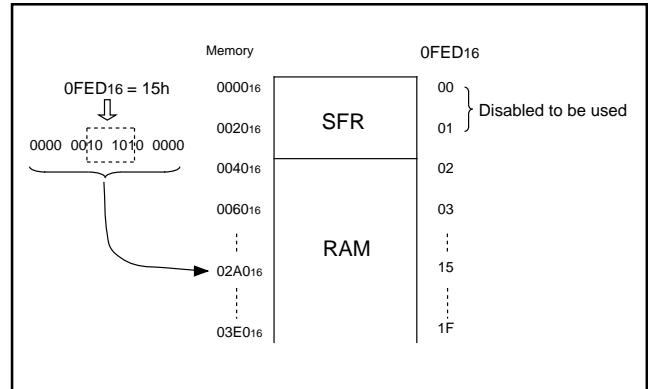 Memory 0FED16
0FED16 = 15h
0000 0010 1010 0000
000016 00
002016 SFR 01 Disabled to be used
004016 02
006016 03
RAM
02A016 15
03E016 1F